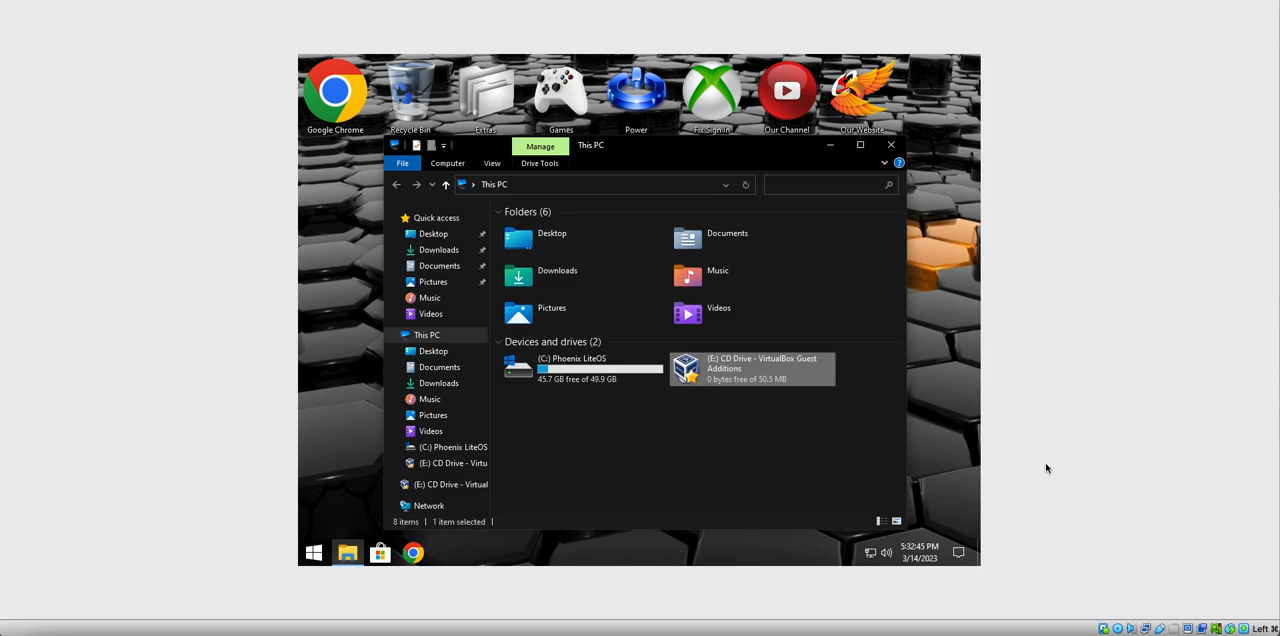 Google Chrome
Recycle Bin
Extras
Games
Power
Fix Sign In
Our Channel
Our Website
Manage
This PC
File
Computer
View
Drive Tools
This PC
Quick access
Desktop
Downloads
Documents
Pictures
Music
Videos
This PC
Desktop
Documents
Downloads
Music
Pictures
Videos
(C:) Phoenix LiteOS
(E:) CD Drive - Virtu
(E:) CD Drive - Virtual
Network
Folders (6)
Desktop
Documents
Downloads
Music
Pictures
Videos
Devices and drives (2)
(C:) Phoenix LiteOS
45.7 GB free of 49.9 GB
(E:) CD Drive - VirtualBox Guest
Additions
0 bytes free of 50.5 MB
8 items
1 item selected
5:32:45 PM
3/14/2023
Left ⌘